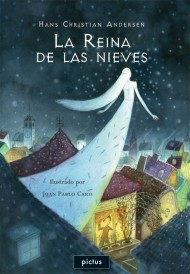 Hans Christian Andersen
La Reina
de las nieves
Ilustrado por
Juan Pablo Caro
pictus